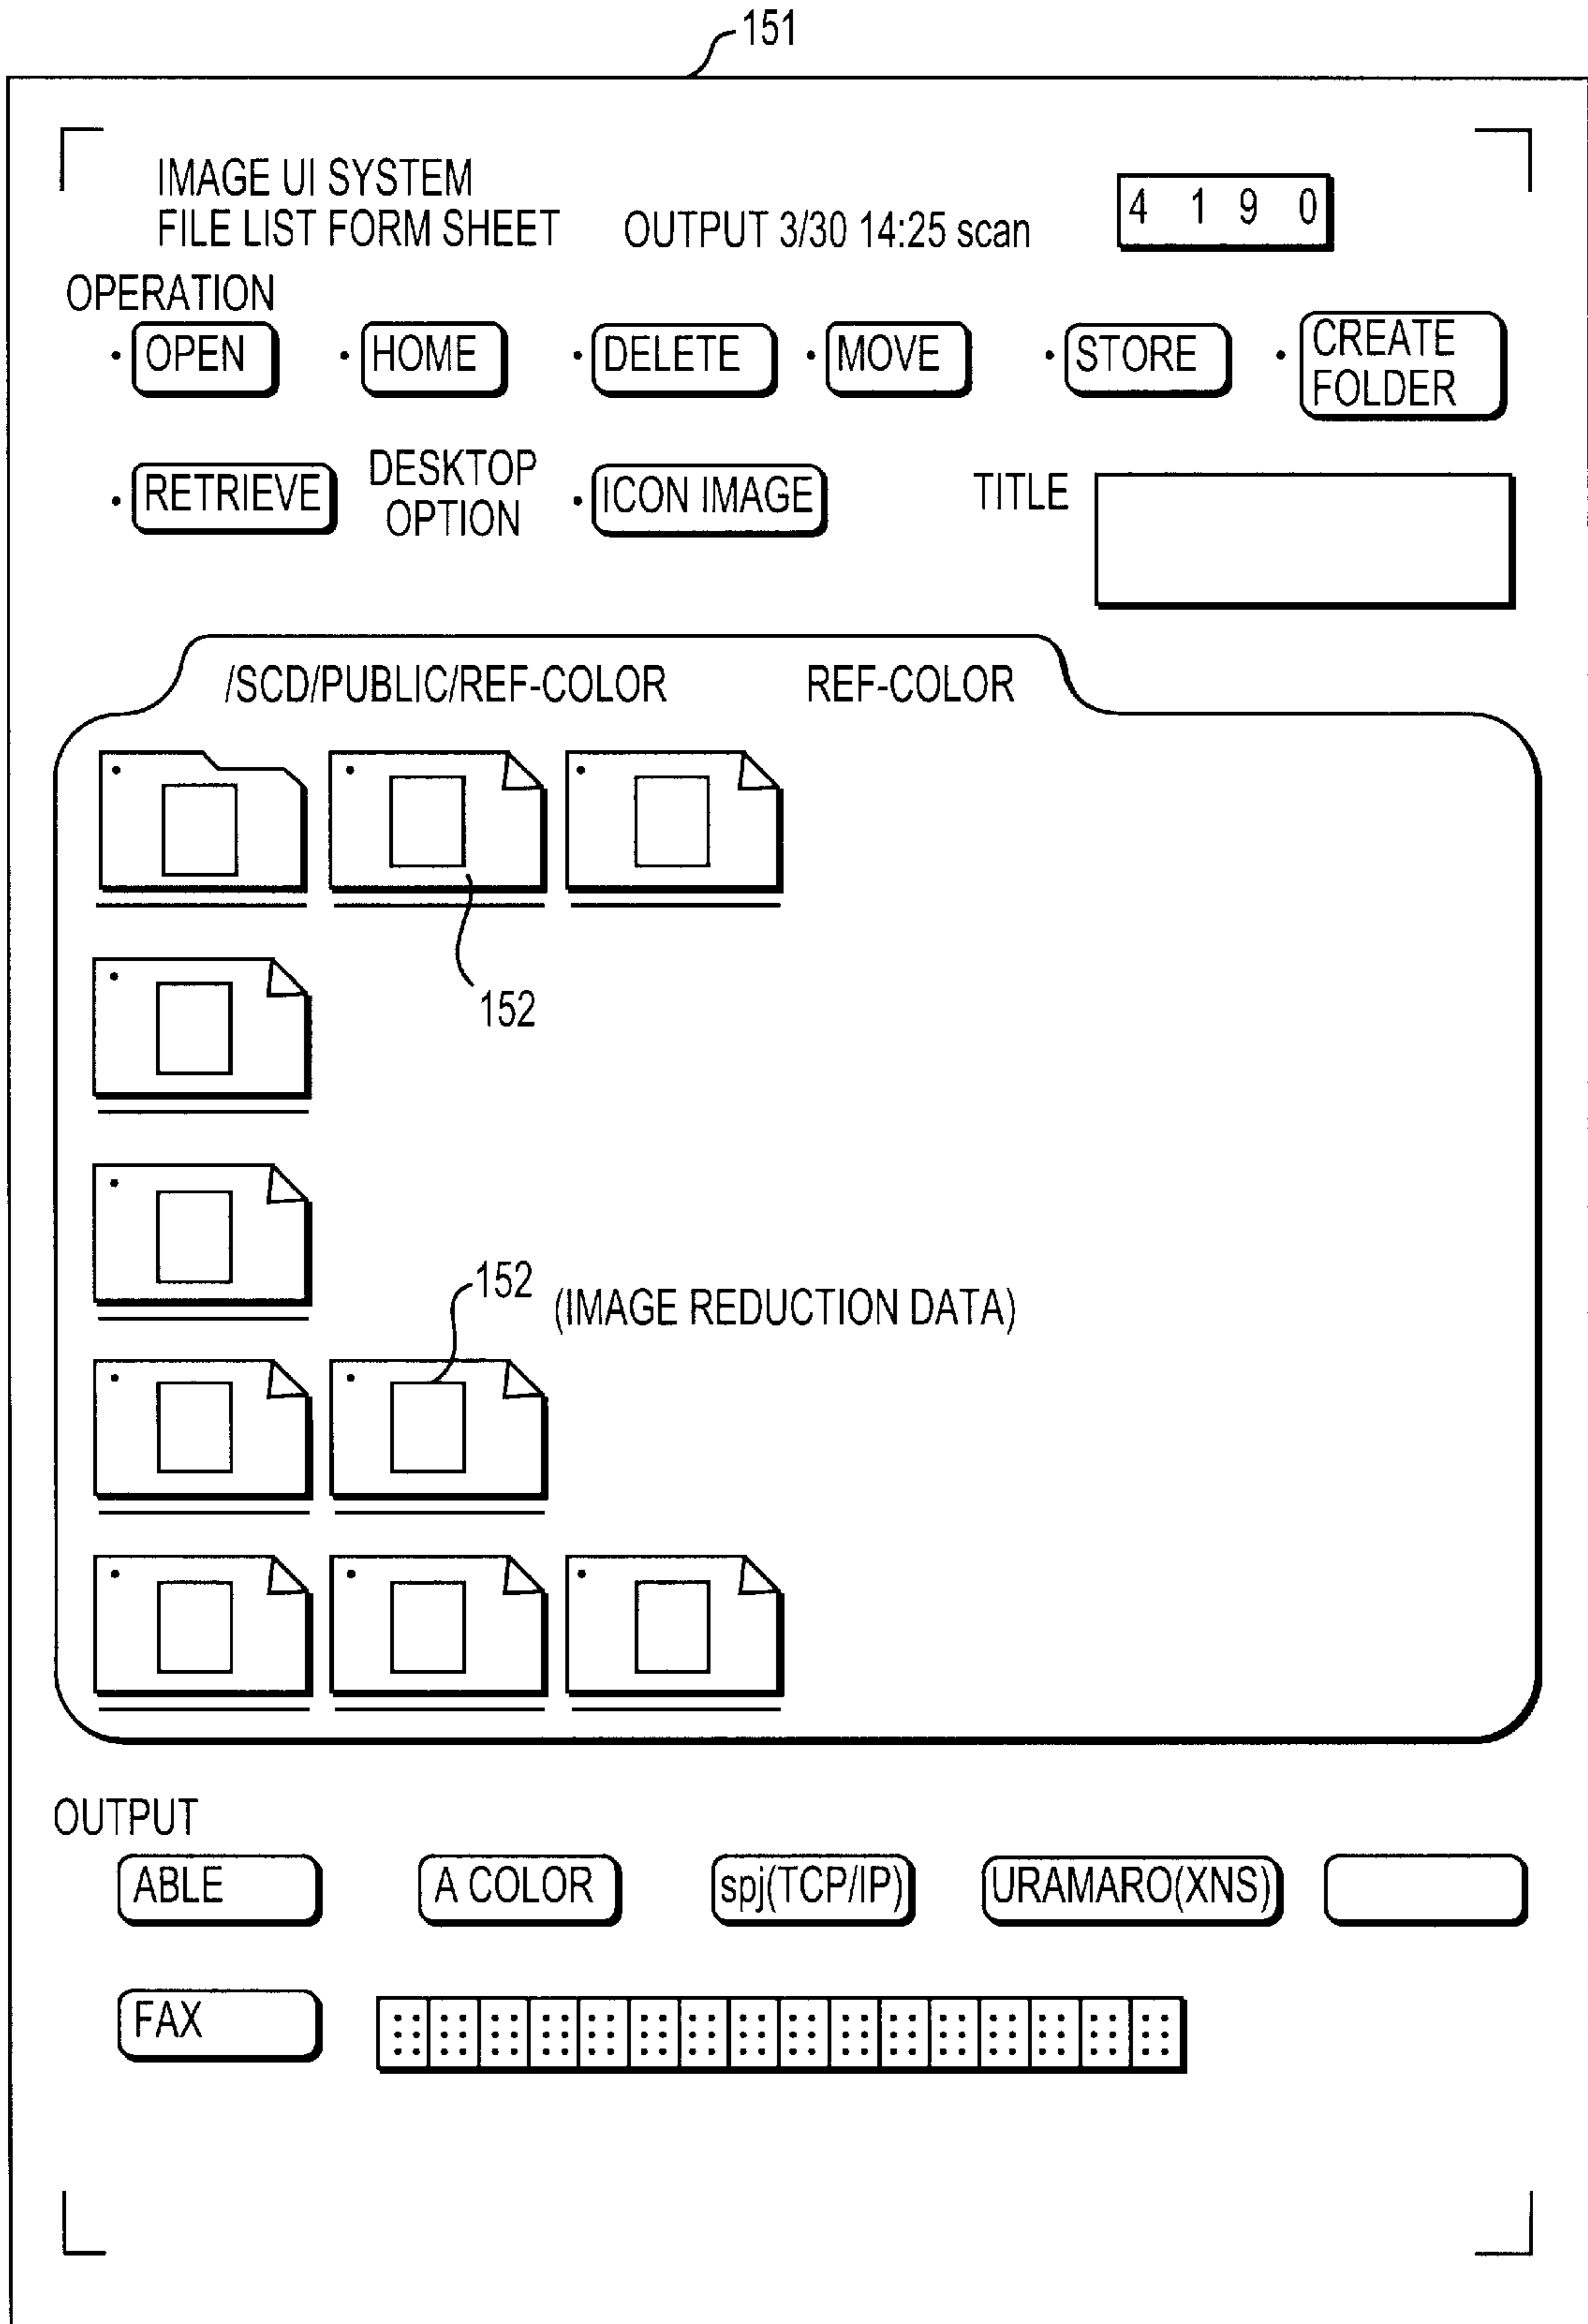 151
IMAGE UI SYSTEM
FILE LIST FORM SHEET OUTPUT 3/30 14:25 scan 4 1 9 0
OPERATION
· OPEN · HOME · DELETE · MOVE · STORE · CREATE
FOLDER
· RETRIEVE DESKTOP
OPTION · ICON IMAGE TITLE
/SCD/PUBLIC/REF-COLOR REF-COLOR
152
152 (IMAGE REDUCTION DATA)
OUTPUT
ABLE A COLOR spj(TCP/IP) URAMARO(XNS)
FAX